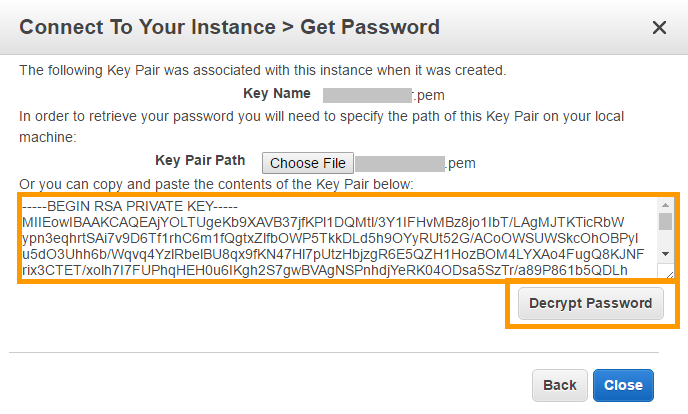 Connect To Your Instance > Get Password
The following Key Pair was associated with this instance when it was created.
Key Name .pem
In order to retrieve your password you will need to specify the path of this Key Pair on your local
machine:
Key Pair Path Choose File .pem
Or you can copy and paste the contents of the Key Pair below:
-----BEGIN RSA PRIVATE KEY-----
MIIEowIBAAKCAQEAjYOLTUgeKb9XAVB37jfKPI1DQMtI/3Y1IFHvMBz8jo1IbT/LAgMJTKTicRbW
ypn3eqhrtSAi7v9D6Tf1rhC6m1fQgtxZIfbOWP5TkkDLd5h9OYyRUt52G/ACoOWSUWSkcOhOBPyI
u5dO3Uhh6b/Wqvq4YzIRbeIBU8qx9fKN47HI7pUtzHbjzgR6E5QZH1HozBOM4LYXAo4FugQ8KJNF
rix3CTET/xolh7I7FUPhqHEH0u6IKgh2S7gwBVAgNSPnhdjYeRK04ODsa5SzTr/a89P861b5QDLh
Decrypt Password
Back Close